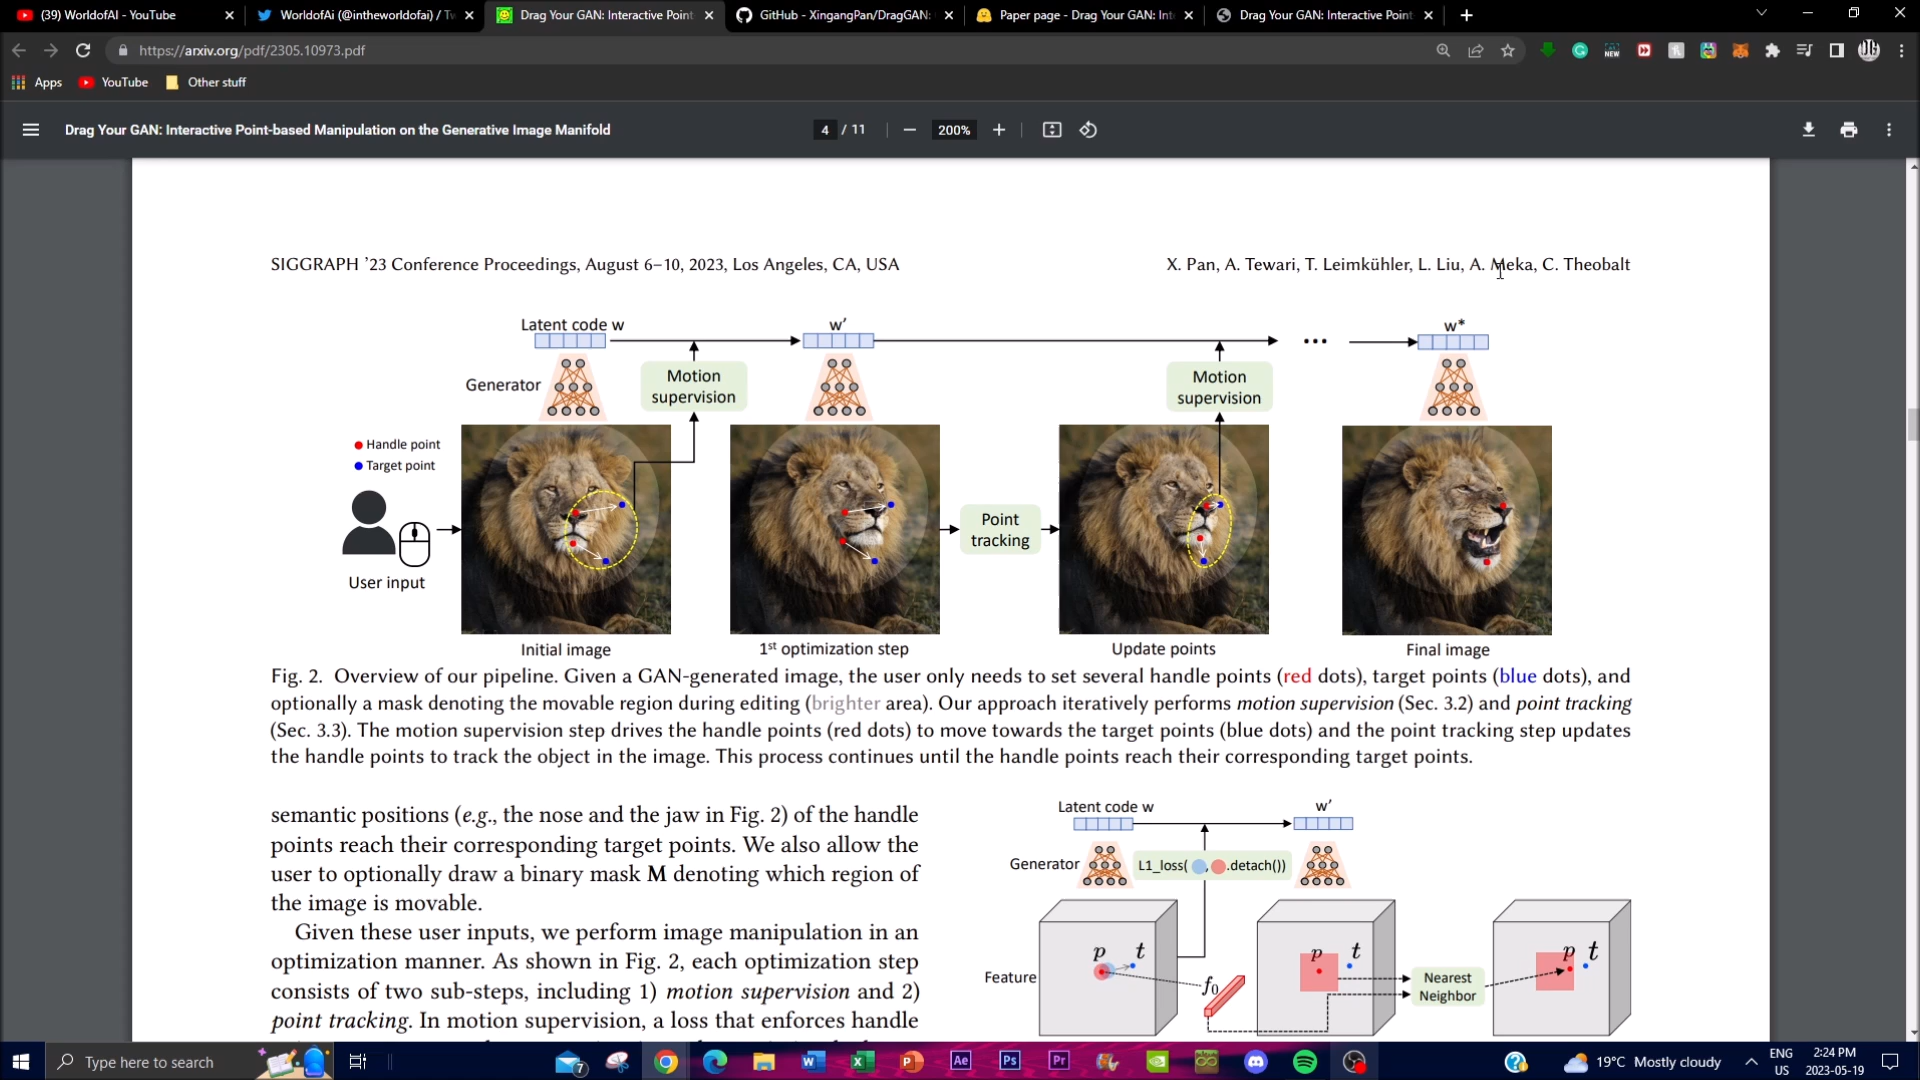 (39) WorldofAI - YouTube
WorldofAi (@intheworldofai) / Tw
Drag Your GAN: Interactive Point
GitHub - XingangPan/DragGAN:
Paper page - Drag Your GAN: Int
Drag Your GAN: Interactive Point
https://arxiv.org/pdf/2305.10973.pdf
Apps
YouTube
Other stuff
Drag Your GAN: Interactive Point-based Manipulation on the Generative Image Manifold
4 / 11
200%
SIGGRAPH ’23 Conference Proceedings, August 6–10, 2023, Los Angeles, CA, USA
X. Pan, A. Tewari, T. Leimkühler, L. Liu, A. Meka, C. Theobalt
Latent code w
w’
w*
Generator
Motion
supervision
Motion
supervision
Handle point
Target point
User input
Point
tracking
Initial image
1st optimization step
Update points
Final image
Fig. 2. Overview of our pipeline. Given a GAN-generated image, the user only needs to set several handle points (red dots), target points (blue dots), and
optionally a mask denoting the movable region during editing (brighter area). Our approach iteratively performs motion supervision (Sec. 3.2) and point tracking
(Sec. 3.3). The motion supervision step drives the handle points (red dots) to move towards the target points (blue dots) and the point tracking step updates
the handle points to track the object in the image. This process continues until the handle points reach their corresponding target points.
semantic positions (e.g., the nose and the jaw in Fig. 2) of the handle
points reach their corresponding target points. We also allow the
user to optionally draw a binary mask M denoting which region of
the image is movable.
Given these user inputs, we perform image manipulation in an
optimization manner. As shown in Fig. 2, each optimization step
consists of two sub-steps, including 1) motion supervision and 2)
point tracking. In motion supervision, a loss that enforces handle
Latent code w
w’
Generator
L1_loss( , .detach())
p t
p t
p t
Feature
f0
Nearest
Neighbor
Type here to search
7
19°C Mostly cloudy
ENG
US
2:24 PM
2023-05-19